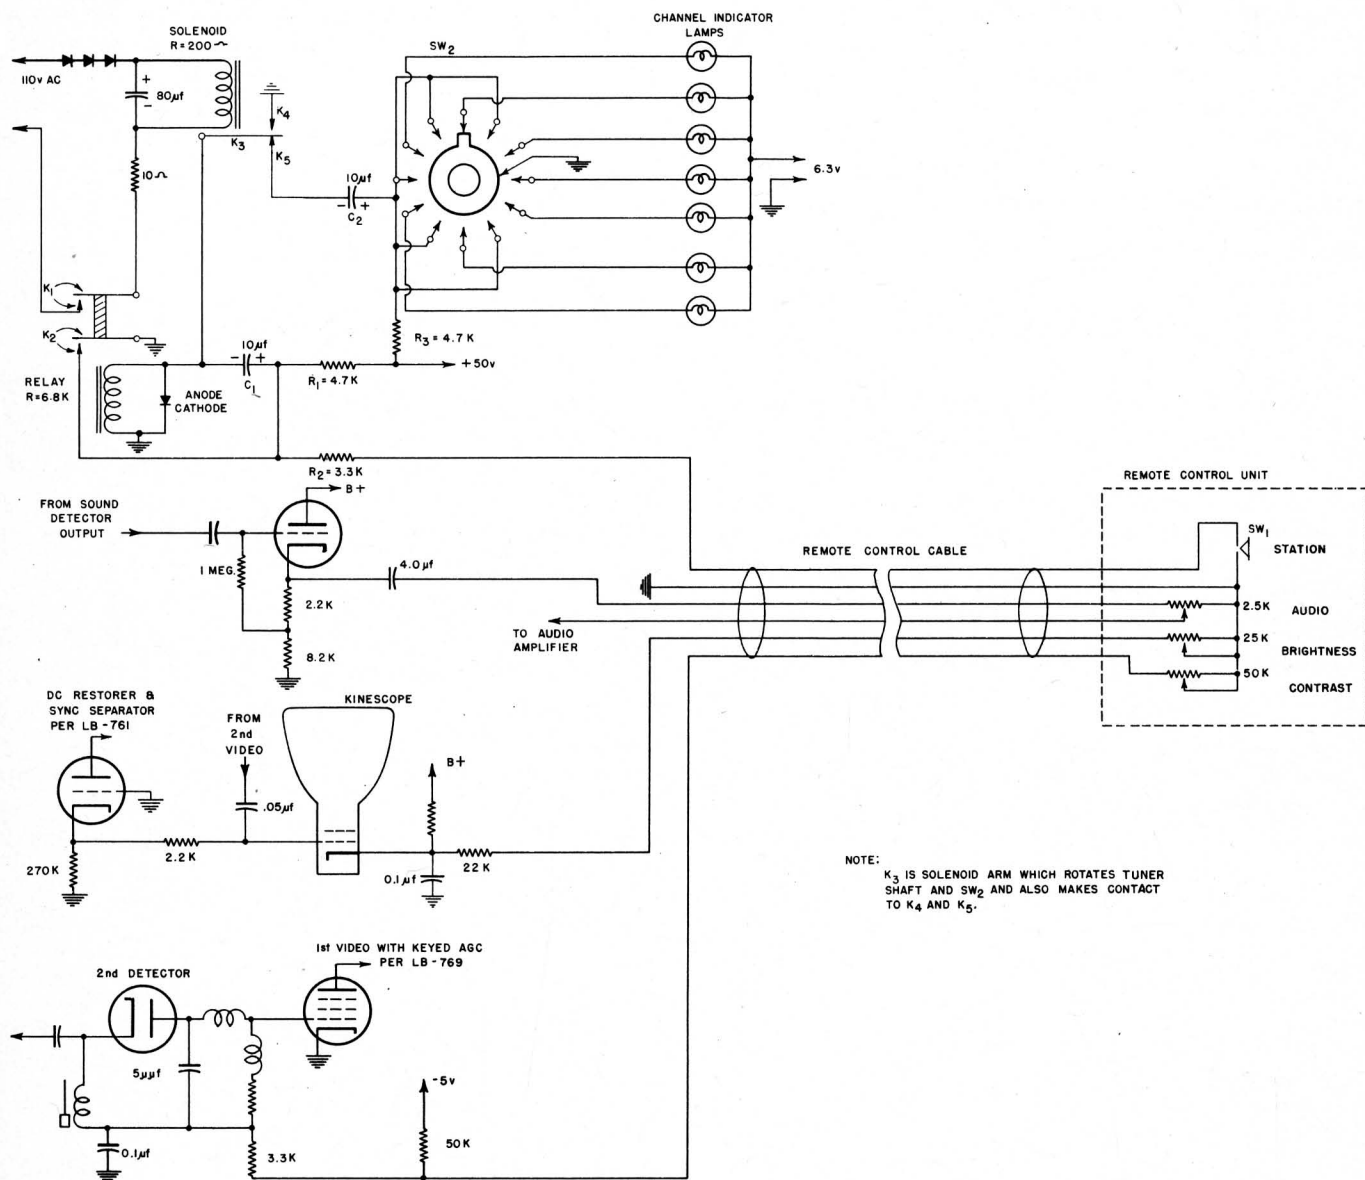 CHANNEL INDICATOR
LAMPS
SOLENOID
R=200 ⏦
SW2
110v AC
+
80µf
-
K4
K3
K5
10Ω
10µf
- +
C2
6.3v
K1
K2
R3 = 4.7 K
10µf
- +
C1
R1 = 4.7K
+50v
RELAY
R=6.8K
ANODE
CATHODE
R2 = 3.3 K
B+
REMOTE CONTROL UNIT
FROM SOUND
DETECTOR
OUTPUT
1 MEG.
4.0µf
2.2K
8.2K
REMOTE CONTROL CABLE
SW1
STATION
2.5K
AUDIO
TO AUDIO
AMPLIFIER
25K
BRIGHTNESS
50K
CONTRAST
DC RESTORER &
SYNC SEPARATOR
PER LB-761
FROM
2nd
VIDEO
KINESCOPE
B+
.05µf
2.2K
270K
22K
0.1µf
NOTE:
K3 IS SOLENOID ARM WHICH ROTATES TUNER
SHAFT AND SW2 AND ALSO MAKES CONTACT
TO K4 AND K5.
1st VIDEO WITH KEYED AGC
PER LB-769
2nd DETECTOR
5µµf
-5v
50K
0.1µf
3.3K